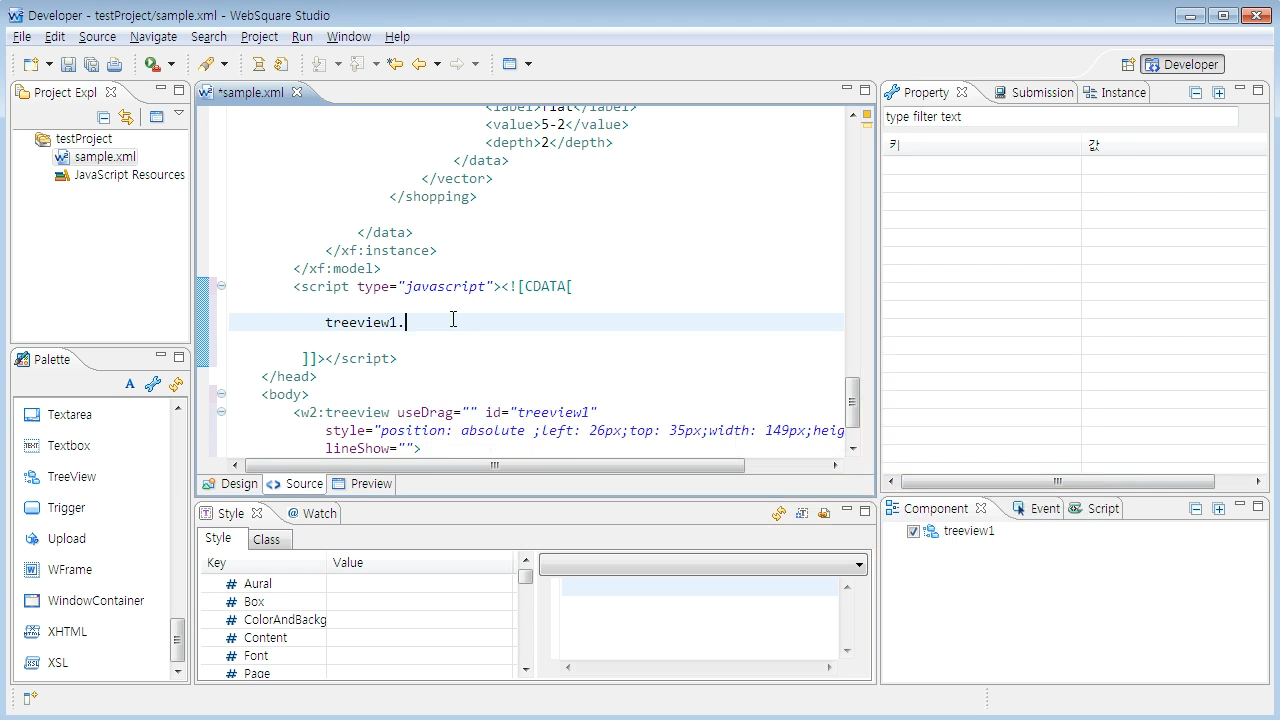 Developer - testProject/sample.xml - WebSquare Studio
File Edit Source Navigate Search Project Run Window Help
Developer
Project Expl
testProject
sample.xml
JavaScript Resources
Palette
A
Textarea
TEXT Textbox
TreeView
Trigger
Upload
WFrame
WindowContainer
XHTML
XSL XSL
*sample.xml
<label>flat</label>
<value>5-2</value>
<depth>2</depth>
</data>
</vector>
</shopping>
</data>
</xf:instance>
</xf:model>
<script type="javascript"><![CDATA[
treeview1.
]]></script>
</head>
<body>
<w2:treeview useDrag="" id="treeview1"
style="position: absolute ;left: 26px;top: 35px;width: 149px;heig
lineShow="">
Design Source Preview
Style @ Watch
Style Class
Key Value
# Aural
# Box
# ColorAndBackg
# Content
# Font
# Page
Property Submission Instance
type filter text
키 값
Component Event Script
treeview1